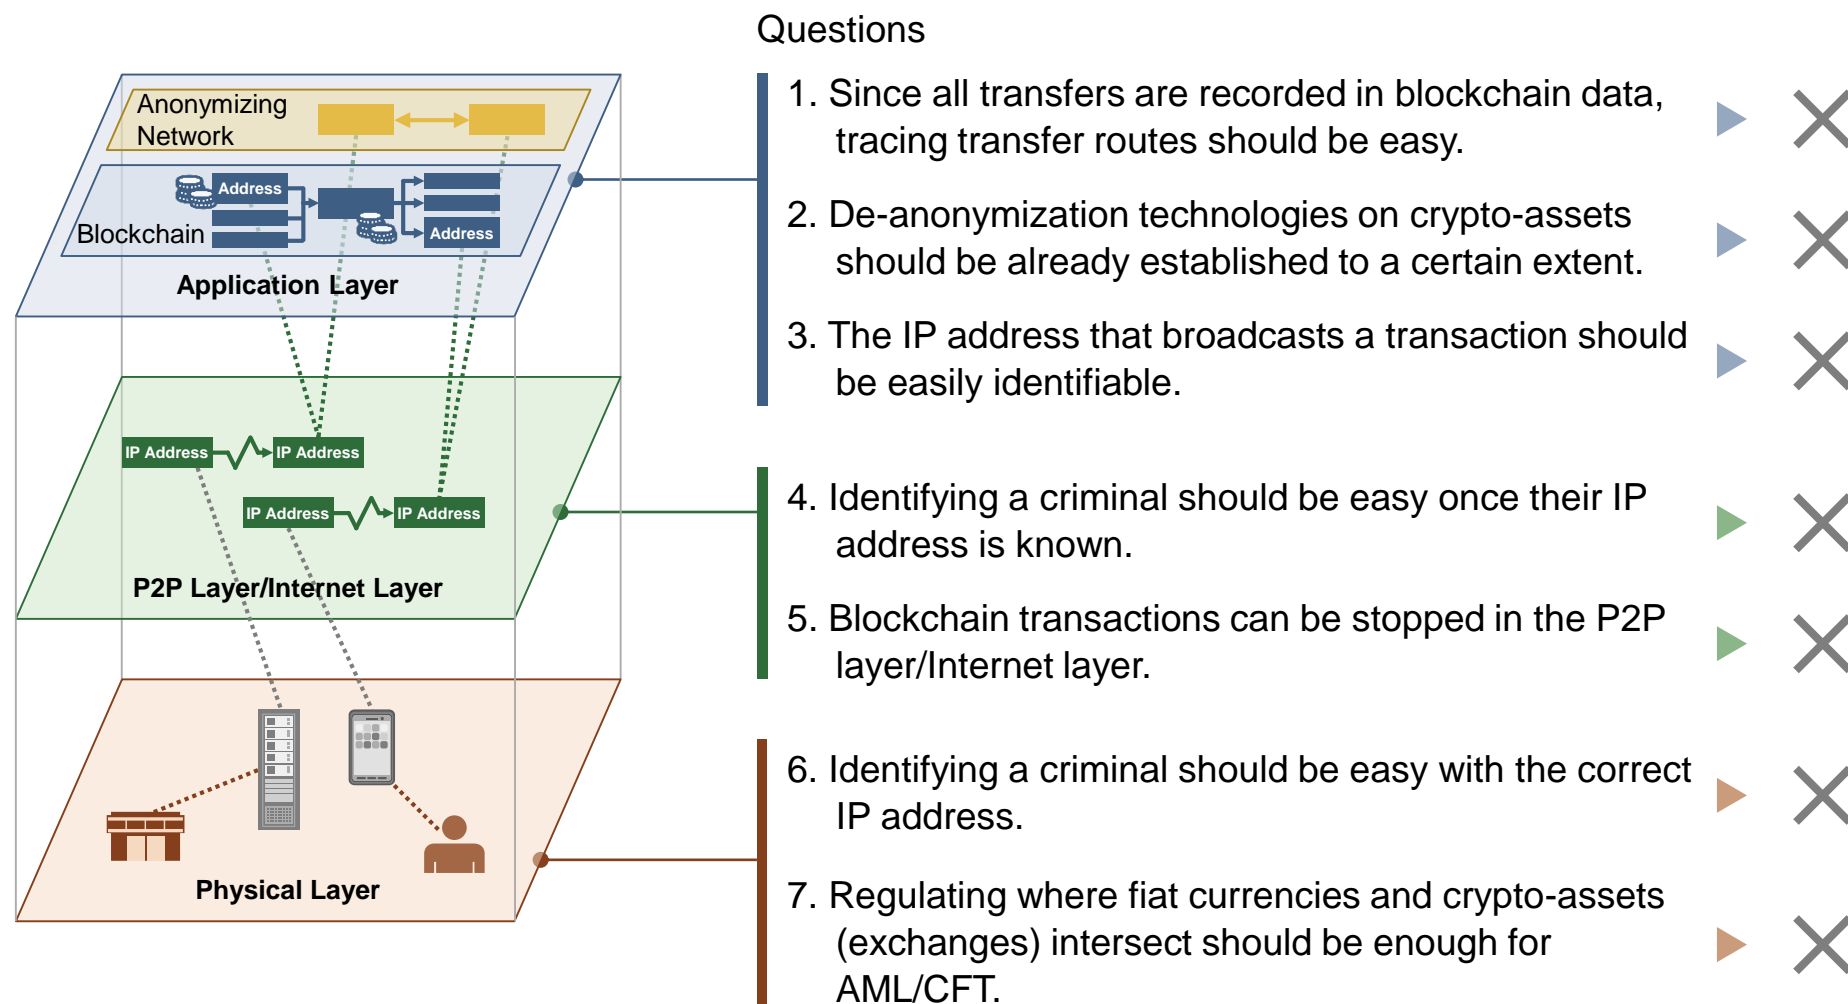 Questions
Anonymizing
Network
Address
Blockchain
Address
Application Layer
IP Address
IP Address
IP Address
IP Address
P2P Layer/Internet Layer
Physical Layer
1. Since all transfers are recorded in blockchain data,
tracing transfer routes should be easy.
2. De-anonymization technologies on crypto-assets
should be already established to a certain extent.
3. The IP address that broadcasts a transaction should
be easily identifiable.
4. Identifying a criminal should be easy once their IP
address is known.
5. Blockchain transactions can be stopped in the P2P
layer/Internet layer.
6. Identifying a criminal should be easy with the correct
IP address.
7. Regulating where fiat currencies and crypto-assets
(exchanges) intersect should be enough for
AML/CFT.